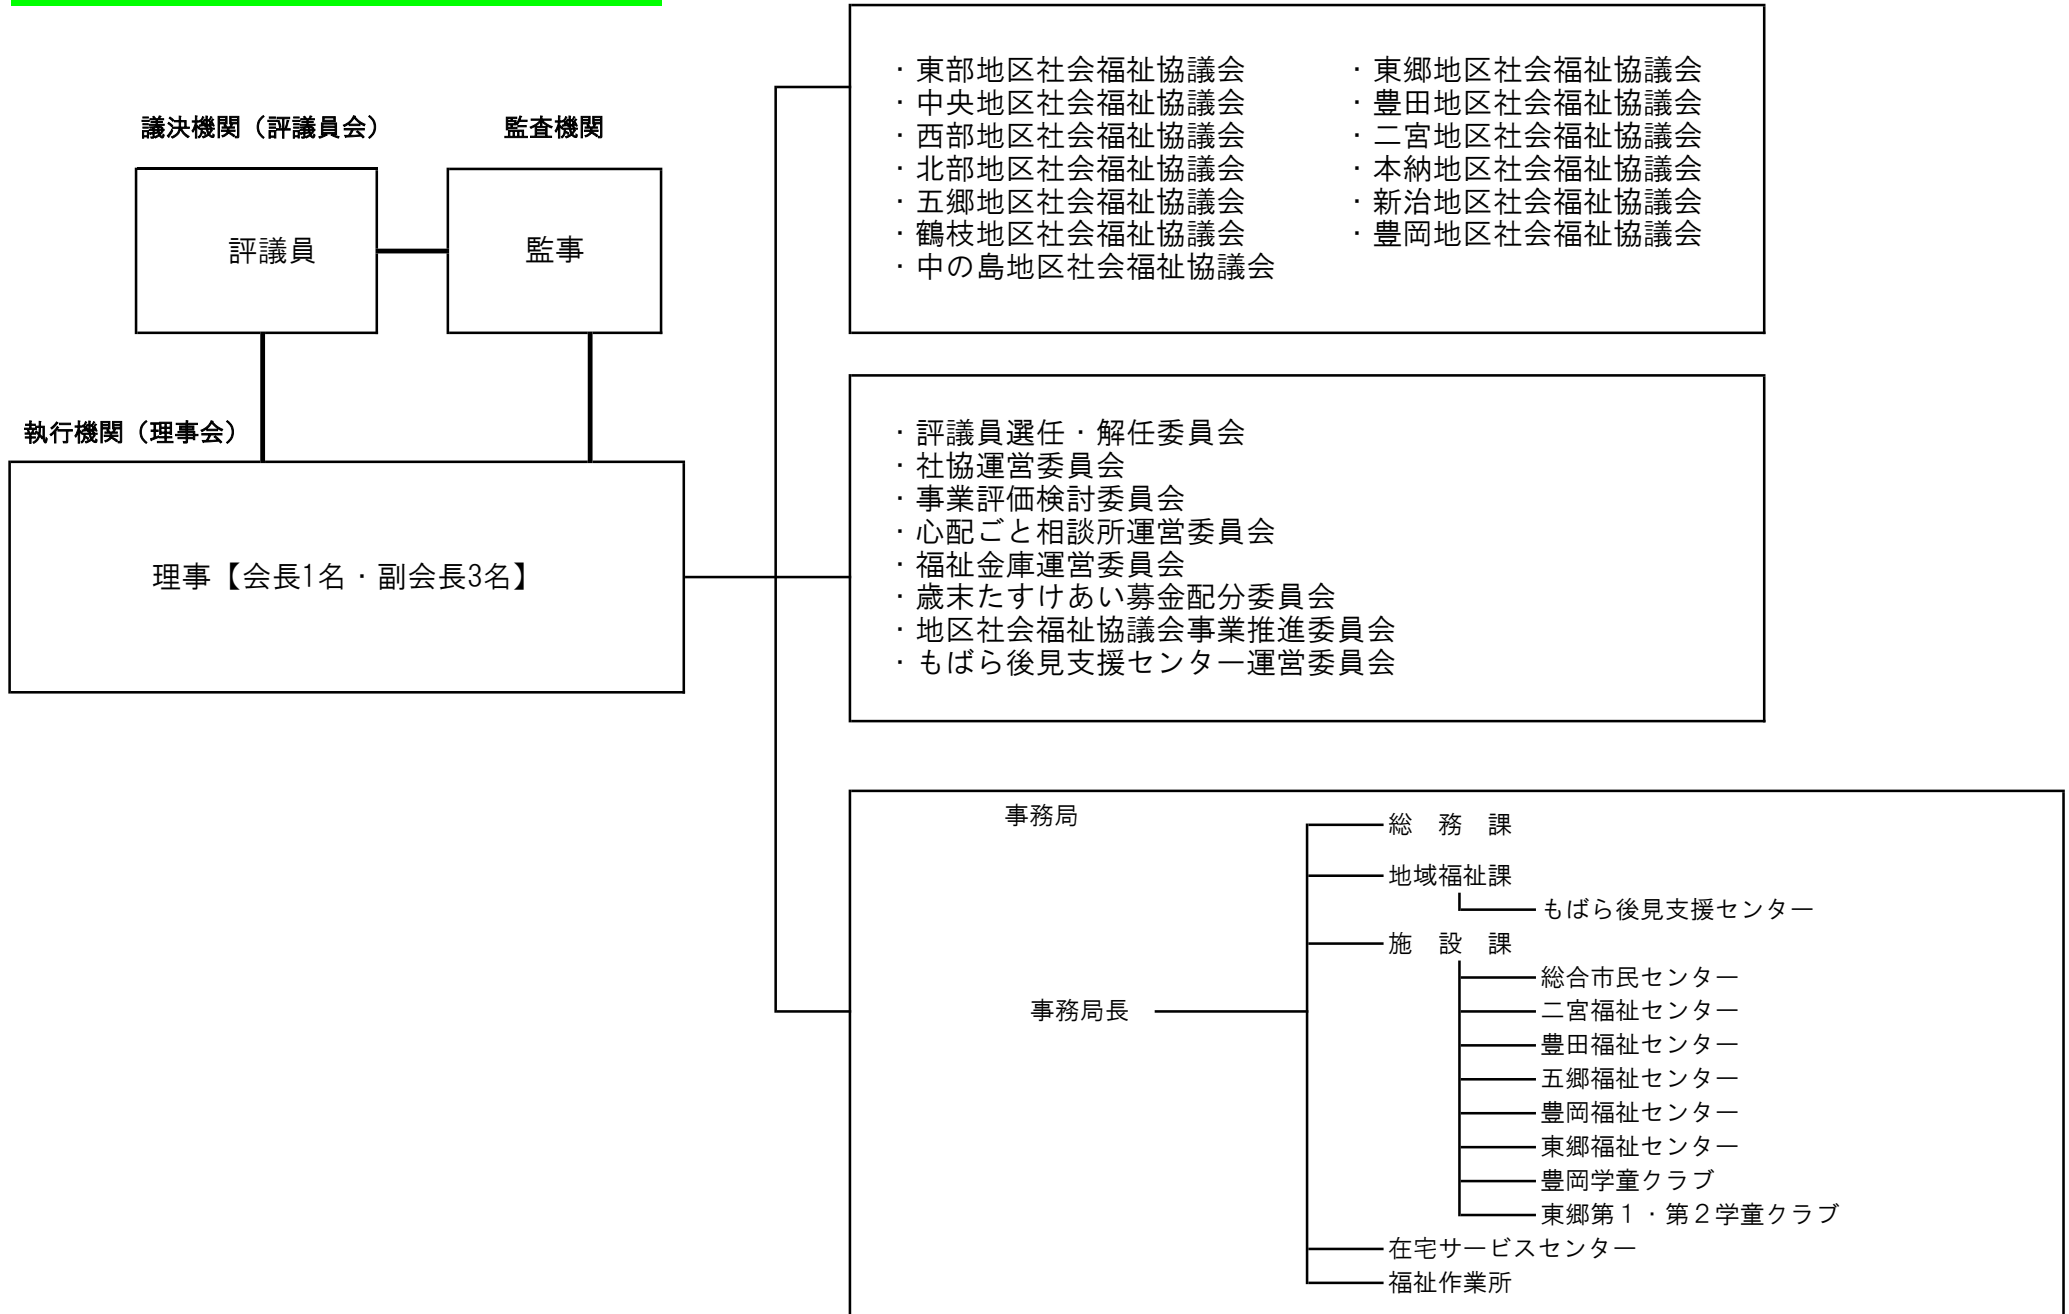 議決機関（評議員会）
監査機関
評議員
監事
執行機関（理事会）
理事【会長1名・副会長3名】
・東部地区社会福祉協議会
・中央地区社会福祉協議会
・西部地区社会福祉協議会
・北部地区社会福祉協議会
・五郷地区社会福祉協議会
・鶴枝地区社会福祉協議会
・中の島地区社会福祉協議会
・東郷地区社会福祉協議会
・豊田地区社会福祉協議会
・二宮地区社会福祉協議会
・本納地区社会福祉協議会
・新治地区社会福祉協議会
・豊岡地区社会福祉協議会
・評議員選任・解任委員会
・社協運営委員会
・事業評価検討委員会
・心配ごと相談所運営委員会
・福祉金庫運営委員会
・歳末たすけあい募金配分委員会
・地区社会福祉協議会事業推進委員会
・もばら後見支援センター運営委員会
事務局
事務局長
総　務　課
地域福祉課
もばら後見支援センター
施　設　課
総合市民センター
二宮福祉センター
豊田福祉センター
五郷福祉センター
豊岡福祉センター
東郷福祉センター
豊岡学童クラブ
東郷第１・第２学童クラブ
在宅サービスセンター
福祉作業所